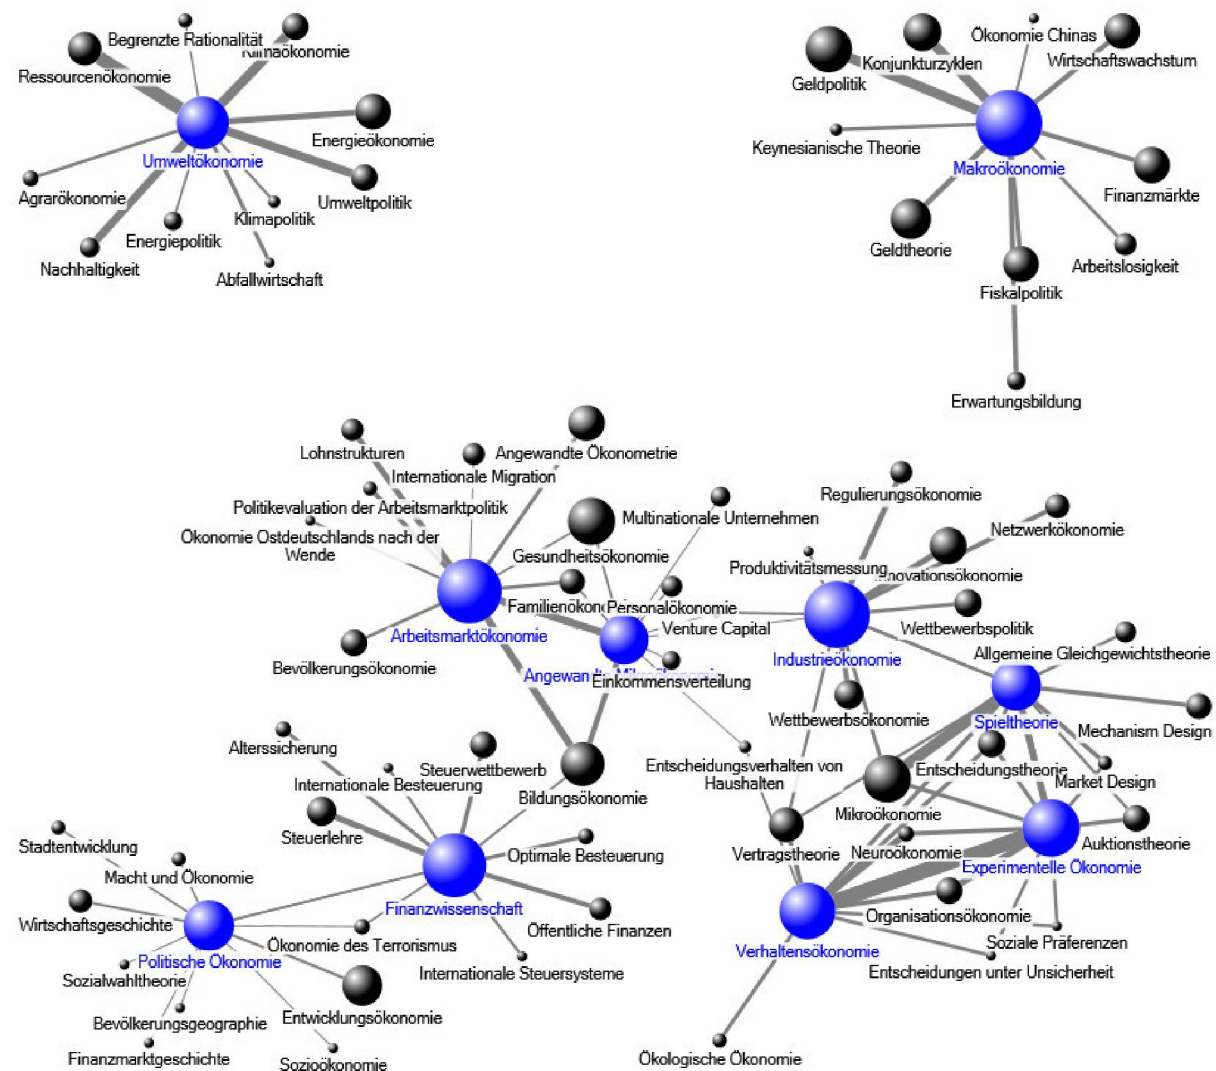 Begrenzte Rationalität
Klimaökonomie
Ressourcenökonomie
Energieökonomie
Umweltökonomie
Agrarökonomie
Umweltpolitik
Klimapolitik
Energiepolitik
Nachhaltigkeit
Abfallwirtschaft
Ökonomie Chinas
Konjunkturzyklen
Wirtschaftswachstum
Geldpolitik
Keynesianische Theorie
Makroökonomie
Finanzmärkte
Geldtheorie
Arbeitslosigkeit
Fiskalpolitik
Erwartungsbildung
Lohnstrukturen
Angewandte Ökonometrie
Internationale Migration
Politikevaluation der Arbeitsmarktpolitik
Ökonomie Ostdeutschlands nach der
Wende
Multinationale Unternehmen
Gesundheitsökonomie
Familienökon
Personalökonomie
Venture Capital
Arbeitsmarktökonomie
Bevölkerungsökonomie
Angewan
Einkommensverteilung
Regulierungsökonomie
Netzwerkökonomie
Produktivitätsmessung
nnovationsökonomie
Wettbewerbspolitik
Industrieökonomie
Allgemeine Gleichgewichtstheorie
Wettbewerbsökonomie
Spieltheorie
Mechanism Design
Entscheidungsverhalten von
Haushalten
Entscheidungstheorie
Market Design
Mikroökonomie
Vertragstheorie
Neuroökonomie
Auktionstheorie
Experimentelle Ökonomie
Organisationsökonomie
Soziale Präferenzen
Verhaltensökonomie
Entscheidungen unter Unsicherheit
Ökologische Ökonomie
Alterssicherung
Steuerwettbewerb
Internationale Besteuerung
Bildungsökonomie
Steuerlehre
Optimale Besteuerung
Finanzwissenschaft
Öffentliche Finanzen
Internationale Steuersysteme
Stadtentwicklung
Macht und Ökonomie
Wirtschaftsgeschichte
Ökonomie des Terrorismus
Politische Ökonomie
Sozialwahltheorie
Entwicklungsökonomie
Bevölkerungsgeographie
Finanzmarktgeschichte
Sozioökonomie